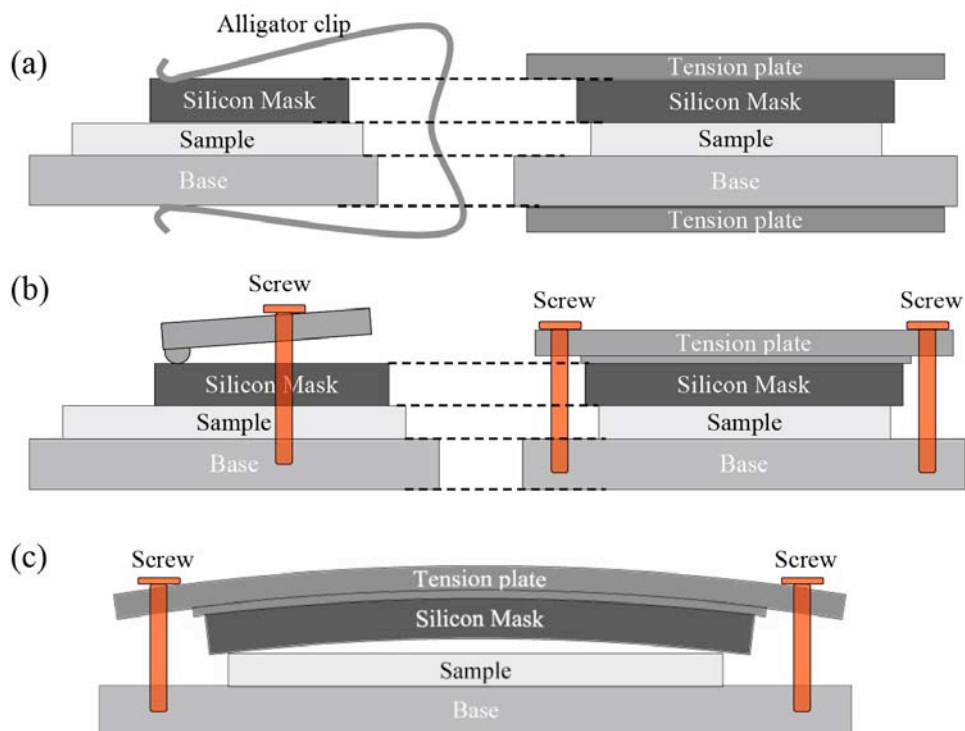 (a)
Alligator clip
Silicon Mask
Sample
Base
Tension plate
Silicon Mask
Sample
Base
Tension plate
(b)
Screw
Silicon Mask
Sample
Base
Screw
Screw
Tension plate
Silicon Mask
Sample
Base
(c)
Screw
Screw
Tension plate
Silicon Mask
Sample
Base